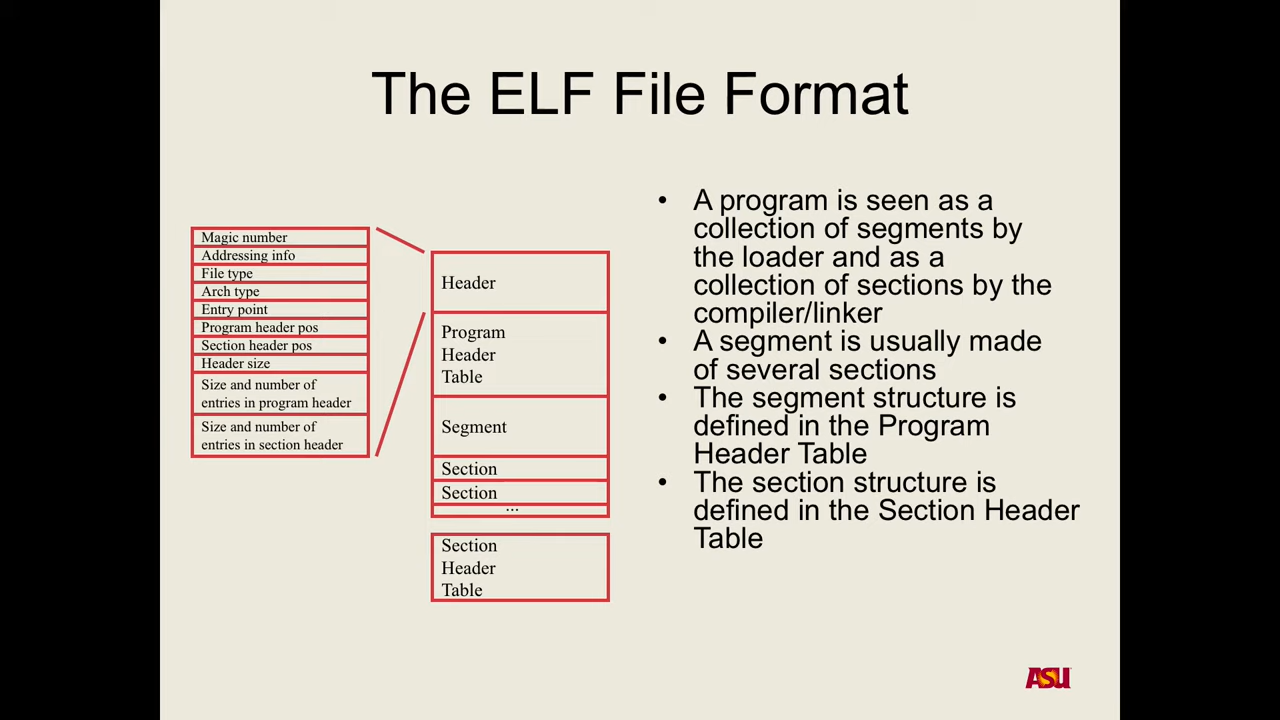 The ELF File Format
Magic number
Addressing info
File type
Arch type
Entry point
Program header pos
Section header pos
Header size
Size and number of
entries in program header
Size and number of
entries in section header
Header
Program
Header
Table
Segment
Section
Section
...
Section
Header
Table
• A program is seen as a
collection of segments by
the loader and as a
collection of sections by the
compiler/linker
• A segment is usually made
of several sections
• The segment structure is
defined in the Program
Header Table
• The section structure is
defined in the Section Header
Table
ASU